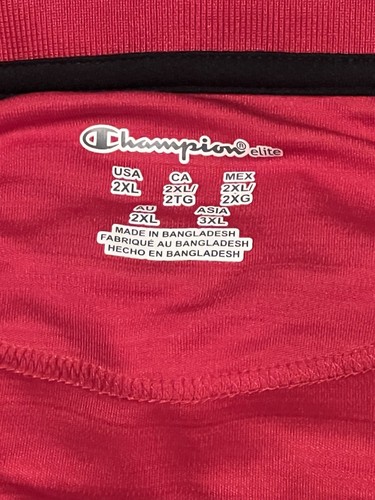 Champion elite
USA CA MEX
2XL 2XL/ 2XL/
2TG 2XG
AU ASIA
2XL 3XL
MADE IN BANGLADESH
FABRIQUÉ AU BANGLADESH
HECHO EN BANGLADESH